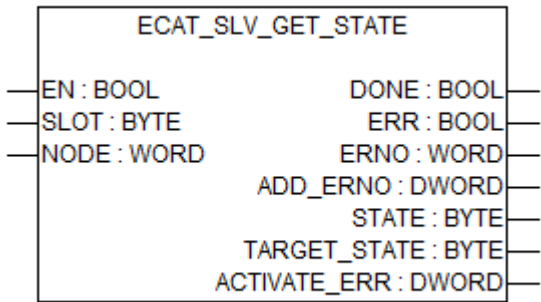 ECAT_SLV_GET_STATE
EN : BOOL DONE : BOOL
SLOT : BYTE ERR : BOOL
NODE : WORD ERNO : WORD
ADD_ERNO : DWORD
STATE : BYTE
TARGET_STATE : BYTE
ACTIVATE_ERR : DWORD